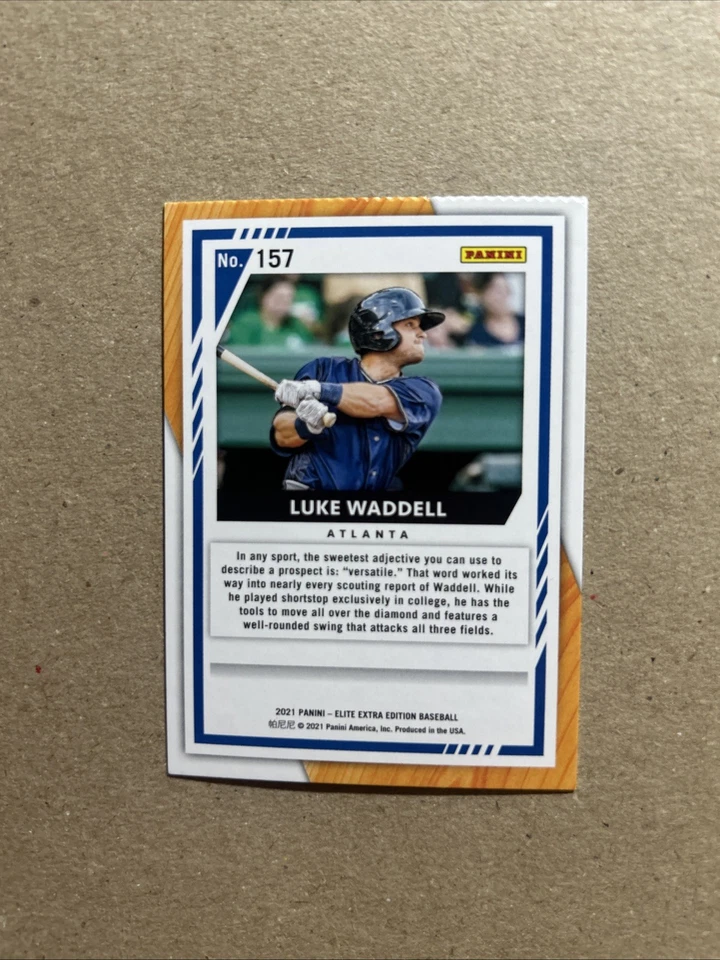 No. 157
PANINI
LUKE WADDELL
ATLANTA
In any sport, the sweetest adjective you can use to
describe a prospect is: “versatile.” That word worked its
way into nearly every scouting report of Waddell. While
he played shortstop exclusively in college, he has the
tools to move all over the diamond and features a
well-rounded swing that attacks all three fields.
2021 PANINI – ELITE EXTRA EDITION BASEBALL
帕尼尼 © 2021 Panini America, Inc. Produced in the USA.